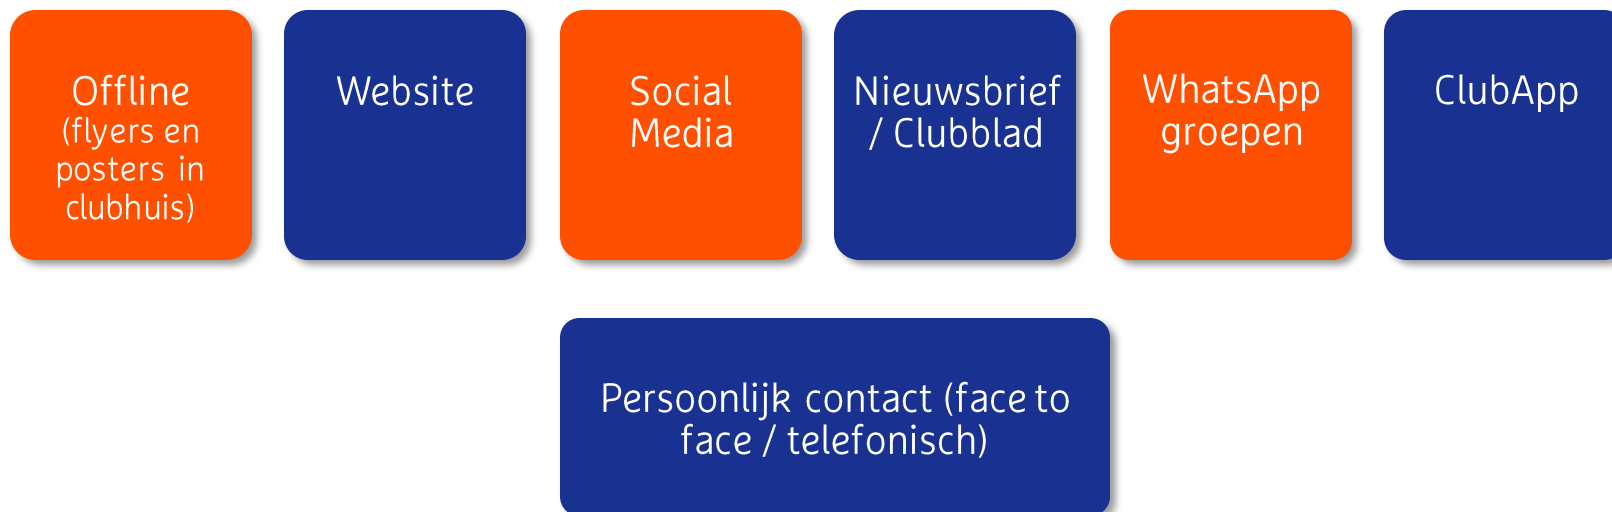 Offline
(flyers en
posters in
clubhuis)
Website
Social
Media
Nieuwsbrief
/ Clubblad
WhatsApp
groepen
ClubApp
Persoonlijk contact (face to
face / telefonisch)